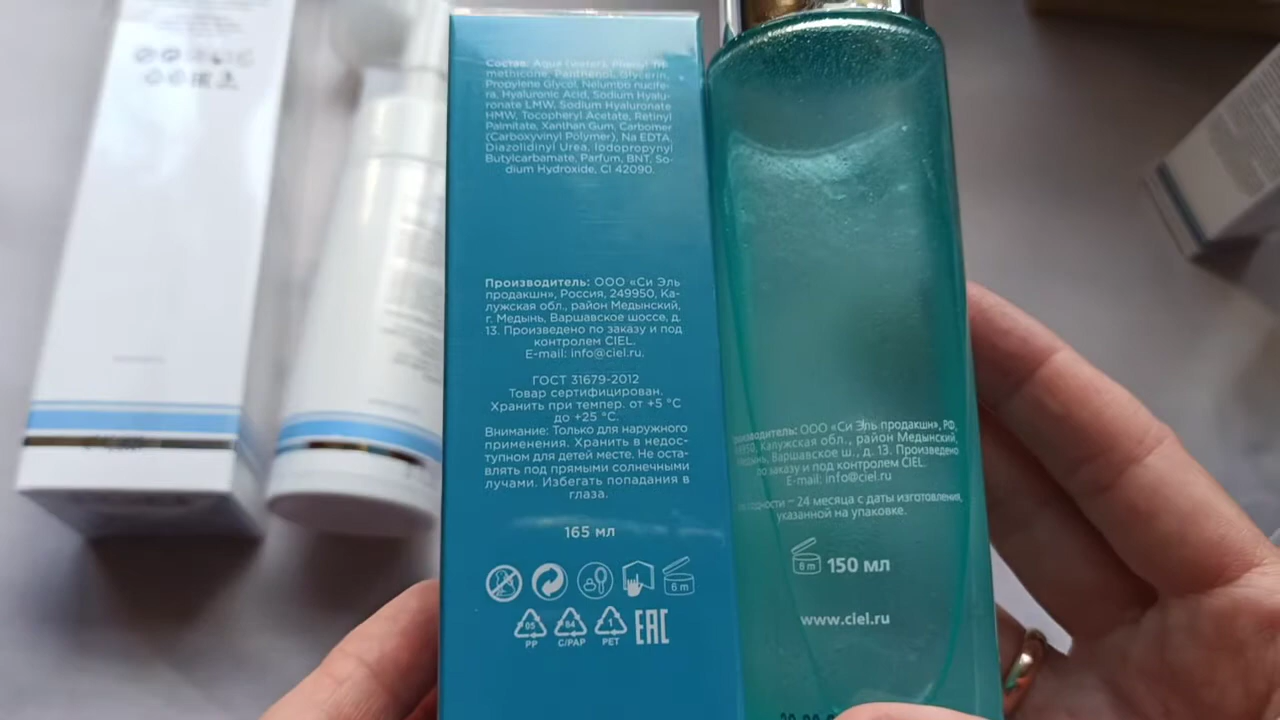 Состав: Aqua (water), Phenyl Tri-
methicone, Panthenol, Glycerin,
Propylene Glycol, Nelumbo nucife-
ra, Hyaluronic Acid, Sodium Hyalu-
ronate LMW, Sodium Hyaluronate
HMW, Tocopheryl Acetate, Retinyl
Palmitate, Xanthan Gum, Carbomer
(Carboxyvinyl Polymer), Na EDTA,
Diazolidinyl Urea, Iodopropynyl
Butylcarbamate, Parfum, BNT, So-
dium Hydroxide, CI 42090.
Производитель: ООО «Си Эль
продакшн», Россия, 249950, Ка-
лужская обл., район Медынский,
г. Медынь, Варшавское шоссе, д.
13. Произведено по заказу и под
контролем CIEL.
E-mail: info@ciel.ru.
ГОСТ 31679-2012
Товар сертифицирован.
Хранить при темпер. от +5 °C
до +25 °C.
Внимание: Только для наружного
применения. Хранить в недос-
тупном для детей месте. Не оста-
влять под прямыми солнечными
лучами. Избегать попадания в
глаза.
165 мл
6 m
05 04 1
PP C/PAP PET EAC
ООО «Си Эль продакшн», РФ,
Калужская обл., район Медынский,
Варшавское ш., д. 13. Произведено
по заказу и под контролем CIEL.
E-mail: info@ciel.ru
– 24 месяца с даты изготовления,
указанной на упаковке.
6 m 150 мл
www.ciel.ru